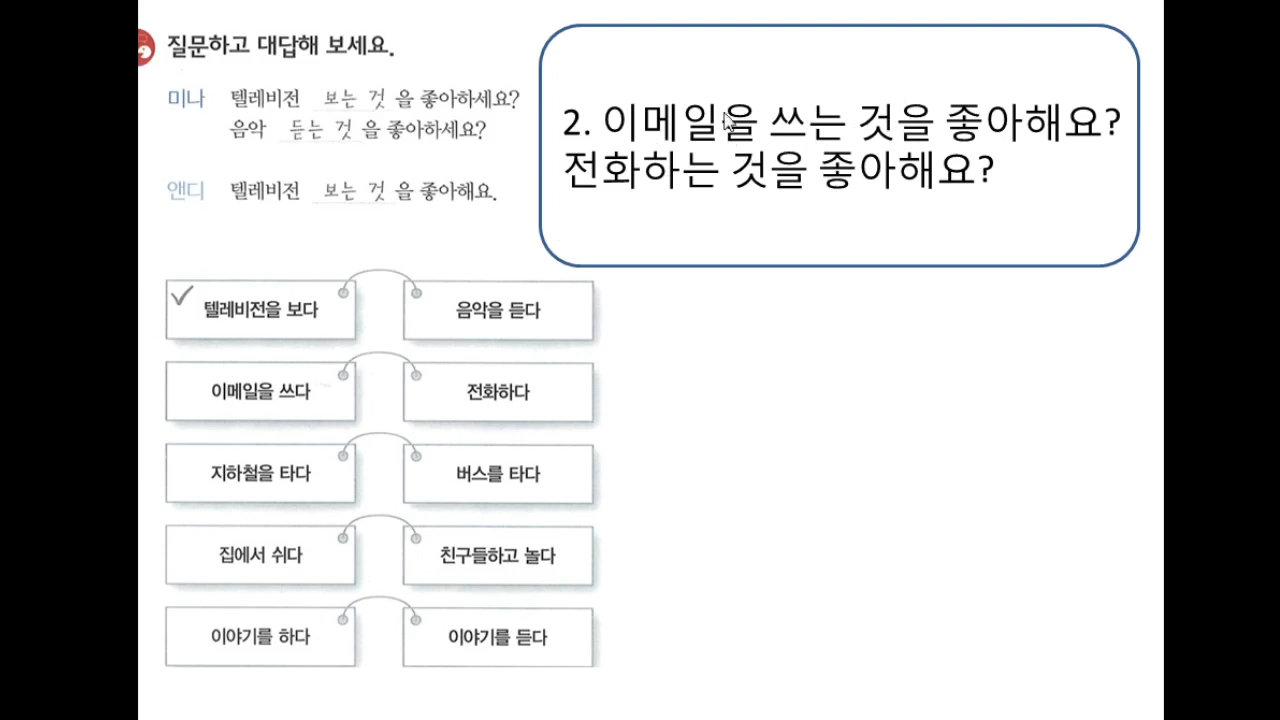 질문하고 대답해 보세요.
미나 텔레비전 보는 것 을 좋아하세요?
음악 듣는 것 을 좋아하세요?
앤디 텔레비전 보는 것 을 좋아해요.
2. 이메일을 쓰는 것을 좋아해요?
전화하는 것을 좋아해요?
텔레비전을 보다 음악을 듣다
이메일을 쓰다 전화하다
지하철을 타다 버스를 타다
집에서 쉬다 친구들하고 놀다
이야기를 하다 이야기를 듣다